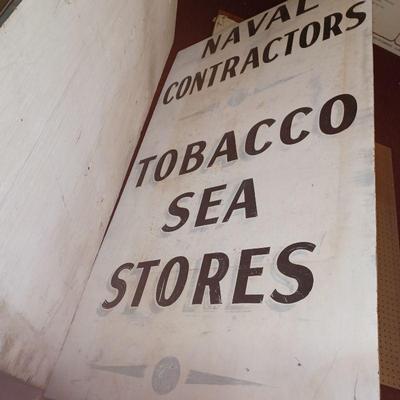 NAVAL
CONTRACTORS
TOBACCO
SEA
STORES